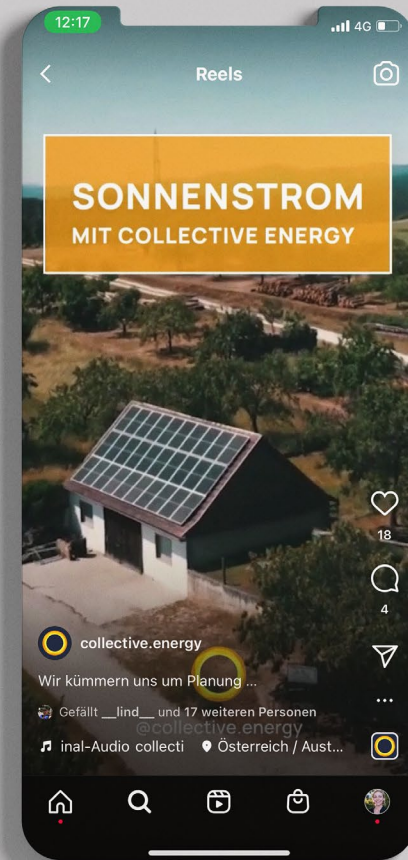 12:17
4G
Reels
SONNENSTROM
MIT COLLECTIVE ENERGY
18
4
collective.energy
Wir kümmern uns um Planung ...
Gefällt __lind__ und 17 weiteren Personen
@collective.energy
inal-Audio collecti Österreich / Aust...